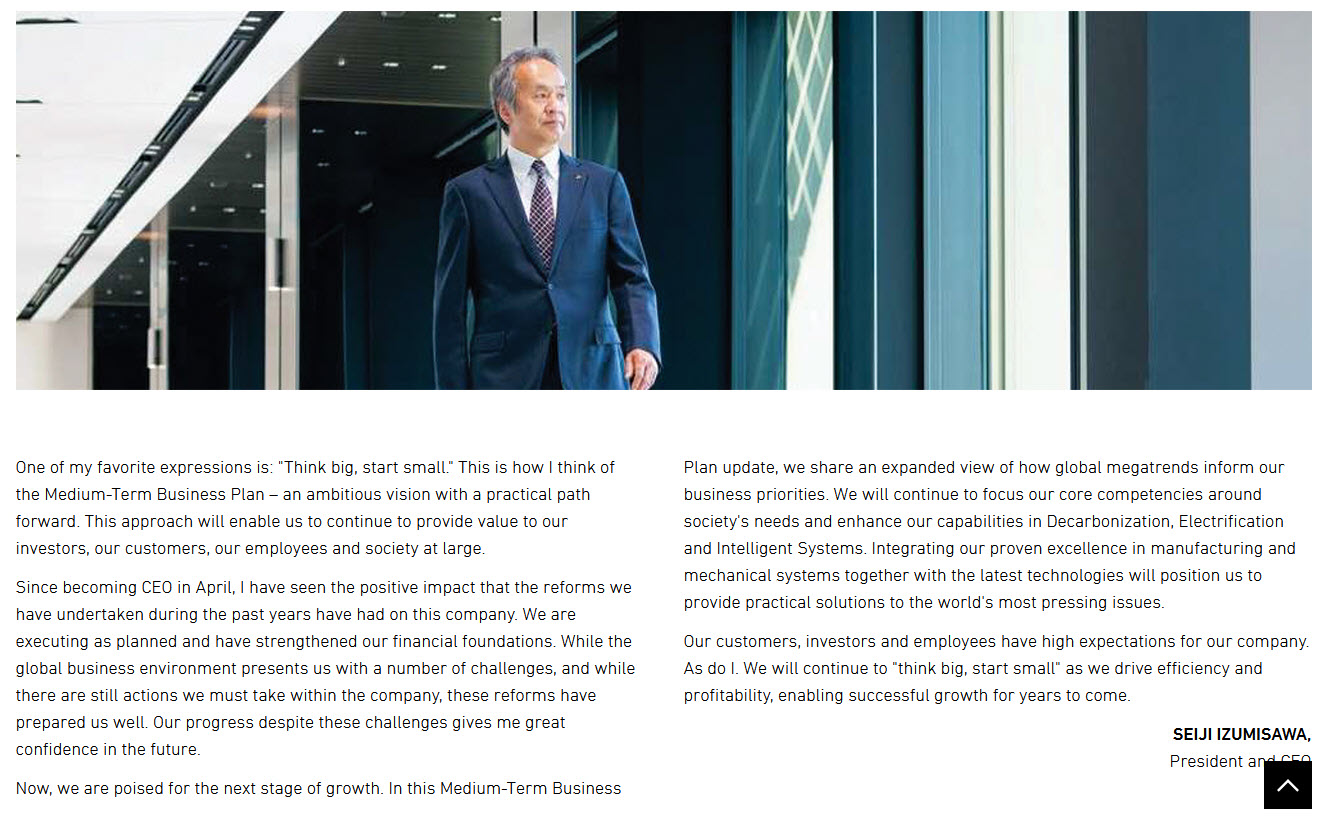 One of my favorite expressions is: "Think big, start small." This is how I think of
the Medium-Term Business Plan – an ambitious vision with a practical path
forward. This approach will enable us to continue to provide value to our
investors, our customers, our employees and society at large.
Since becoming CEO in April, I have seen the positive impact that the reforms we
have undertaken during the past years have had on this company. We are
executing as planned and have strengthened our financial foundations. While the
global business environment presents us with a number of challenges, and while
there are still actions we must take within the company, these reforms have
prepared us well. Our progress despite these challenges gives me great
confidence in the future.
Now, we are poised for the next stage of growth. In this Medium-Term Business
Plan update, we share an expanded view of how global megatrends inform our
business priorities. We will continue to focus our core competencies around
society's needs and enhance our capabilities in Decarbonization, Electrification
and Intelligent Systems. Integrating our proven excellence in manufacturing and
mechanical systems together with the latest technologies will position us to
provide practical solutions to the world's most pressing issues.
Our customers, investors and employees have high expectations for our company.
As do I. We will continue to "think big, start small" as we drive efficiency and
profitability, enabling successful growth for years to come.
SEIJI IZUMISAWA,
President and CEO